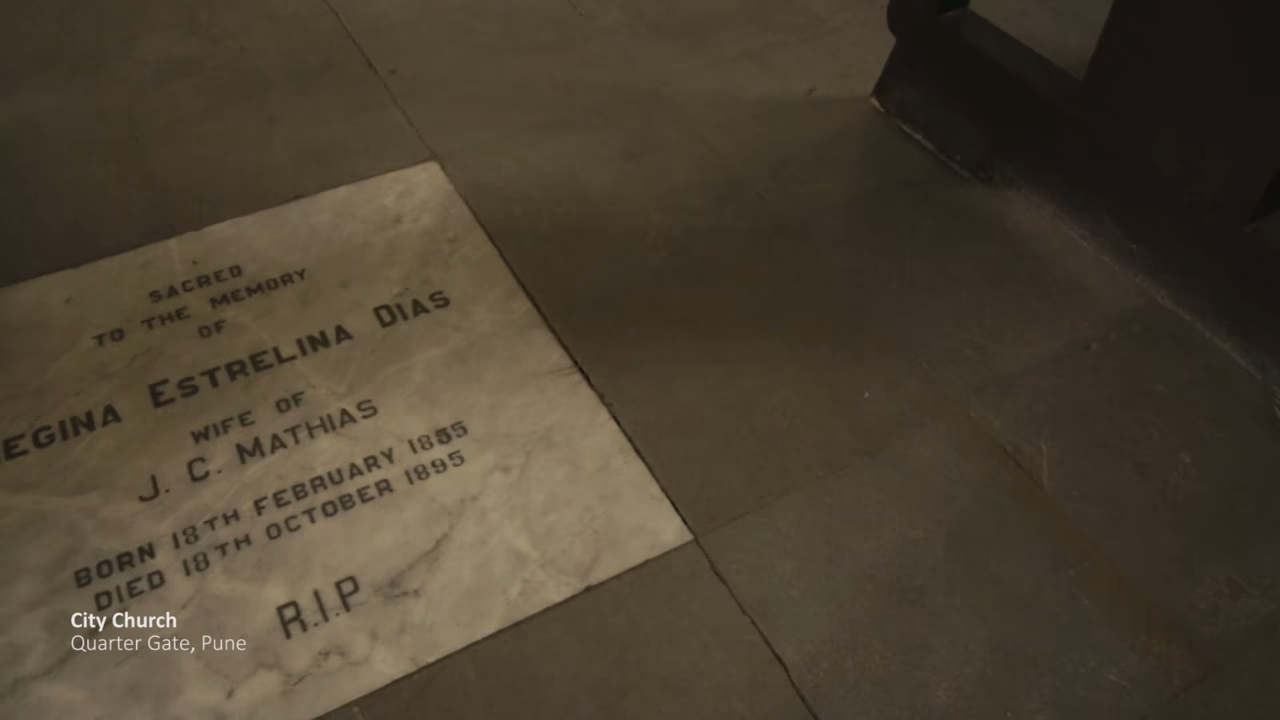 SACRED
TO THE MEMORY
OF
EGINA ESTRELINA DIAS
WIFE OF
J. C. MATHIAS
BORN 18TH FEBRUARY 1855
DIED 18TH OCTOBER 1895
R.I.P
City Church
Quarter Gate, Pune